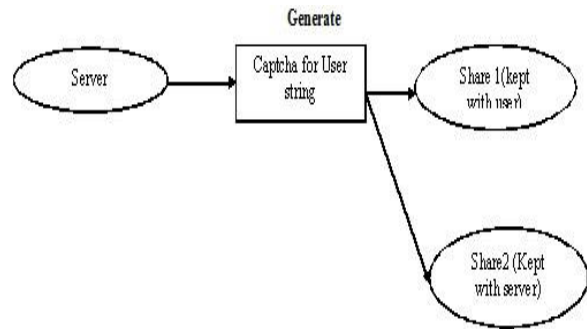 Generate
Server
Captcha for User
string
Share 1(kept
with user)
Share2 (Kept
with server)